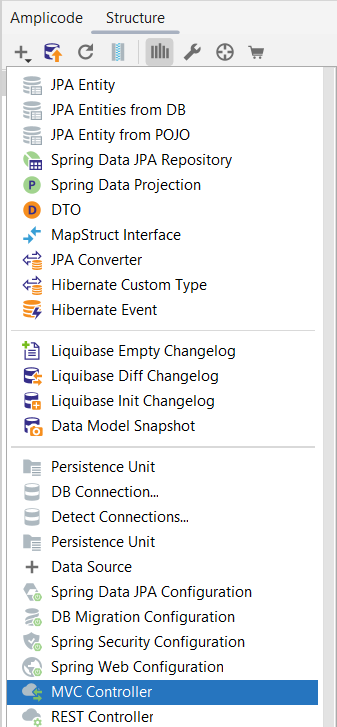 Amplicode Structure
JPA Entity
JPA Entities from DB
JPA Entity from POJO
Spring Data JPA Repository
Spring Data Projection
DTO
MapStruct Interface
JPA Converter
Hibernate Custom Type
Hibernate Event
Liquibase Empty Changelog
Liquibase Diff Changelog
Liquibase Init Changelog
Data Model Snapshot
Persistence Unit
DB Connection...
Detect Connections...
Persistence Unit
Data Source
Spring Data JPA Configuration
DB Migration Configuration
Spring Security Configuration
Spring Web Configuration
MVC Controller
REST Controller